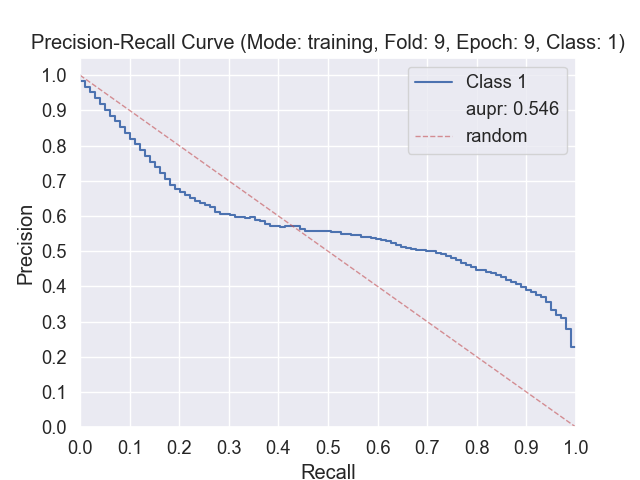 Precision-Recall Curve (Mode: training, Fold: 9, Epoch: 9, Class: 1)
Class 1
aupr: 0.546
random
Precision
1.0
0.9
0.8
0.7
0.6
0.5
0.4
0.3
0.2
0.1
0.0
0.0 0.1 0.2 0.3 0.4 0.5 0.6 0.7 0.8 0.9 1.0
Recall